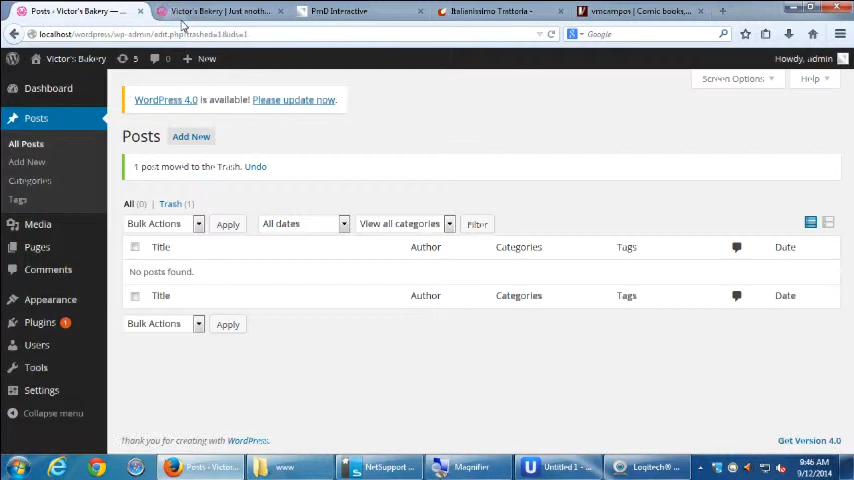 Posts ‹ Victor's Bakery — ...
Victor's Bakery | Just anoth...
PmD Interactive
Italianissimo Trattoria -
vmcampos | Comic books,...
localhost/wordpress/wp-admin/edit.php?trashed=1&ids=1
Google
Victor's Bakery
5
0
New
Howdy, admin
Screen Options
Help
Dashboard
WordPress 4.0 is available! Please update now.
Posts
Posts
Add New
All Posts
Add New
Categories
Tags
1 post moved to the Trash. Undo
All (0) | Trash (1)
Bulk Actions
Apply
All dates
View all categories
Filter
Title
Author
Categories
Tags
Date
No posts found.
Title
Author
Categories
Tags
Date
Bulk Actions
Apply
Media
Pages
Comments
Appearance
Plugins 1
Users
Tools
Settings
Collapse menu
Thank you for creating with WordPress.
Get Version 4.0
Posts ‹ Victor's Ba...
www
NetSupport ...
Magnifier
Untitled 1 - ...
Logitech® ...
9:46 AM
9/12/2014